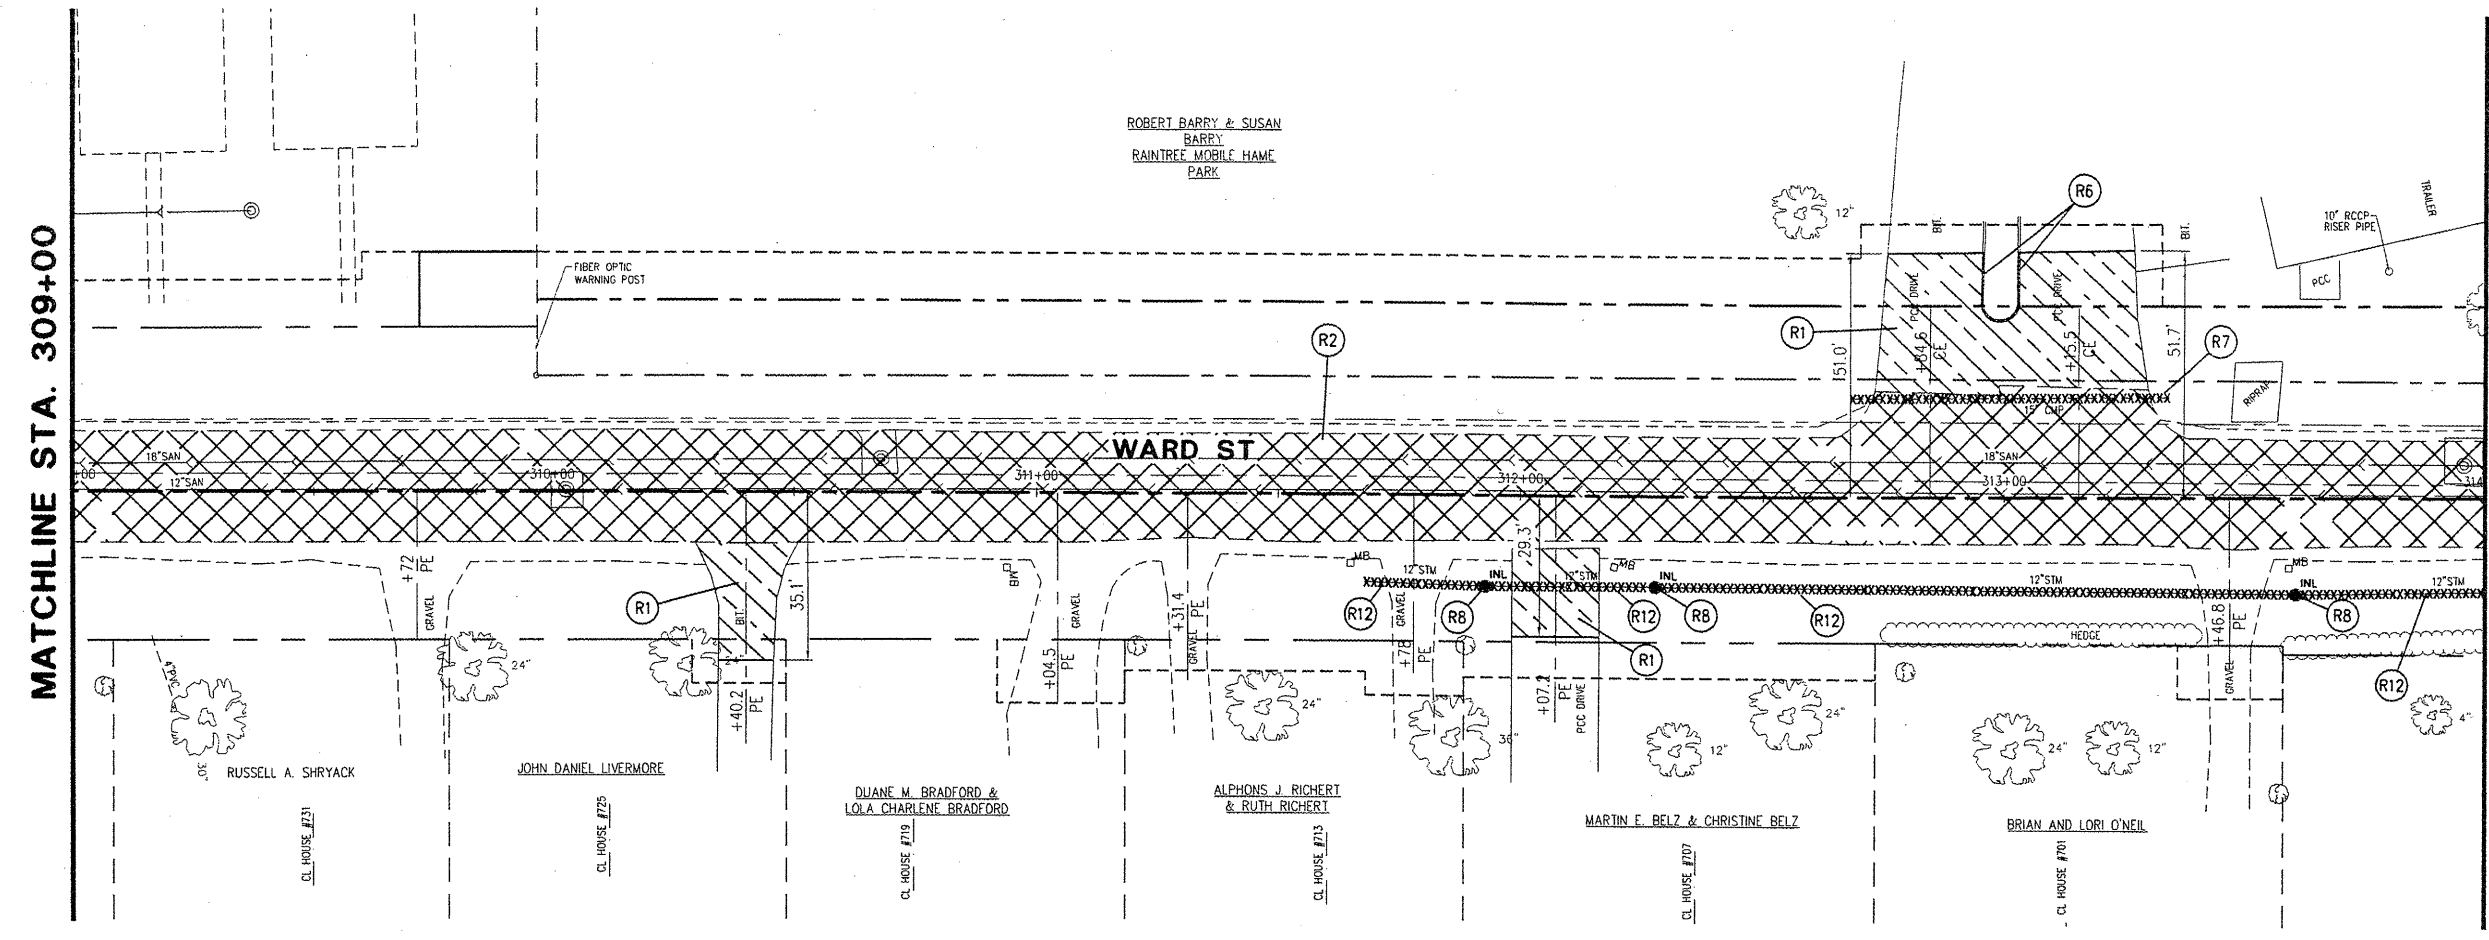 MATCHLINE STA. 309+00
ROBERT BARRY & SUSAN
BARRY
RAINTREE MOBILE HAME
PARK
R6
12"
BIT.
BIT.
10" RCCP
RISER PIPE
TRAILER
FIBER OPTIC
WARNING POST
PCC
R2
R1
PCC DRIVE
PCC DRIVE
R7
51.0'
+84.6
CE
+15.5
CE
51.7'
RIPRAP
15" CMP
WARD ST
18"SAN
18"SAN
+00
12"SAN
310+00
311+00
312+00
313+00
314
+72
PE
GRAVEL
R1
BIT.
35.1'
MB
GRAVEL
+31.4
PE
GRAVEL
MB
12"STM
INL
29.3'
12"STM
MB
INL
12"STM
MB
INL
12"STM
R12
GRAVEL
R8
R12
R8
R12
R8
+46.8
PE
HEDGE
R1
R12
4"PVC
24"
24"
+04.5
PE
+78
PE
GRAVEL
+40.2
PE
24"
+07.2
PE
PCC DRIVE
24"
36"
12"
24"
12"
4"
30"
RUSSELL A. SHRYACK
JOHN DANIEL LIVERMORE
DUANE M. BRADFORD &
LOLA CHARLENE BRADFORD
ALPHONS J. RICHERT
& RUTH RICHERT
MARTIN E. BELZ & CHRISTINE BELZ
BRIAN AND LORI O'NEIL
CL HOUSE #731
CL HOUSE #725
CL HOUSE #719
CL HOUSE #713
CL HOUSE #707
CL HOUSE #701